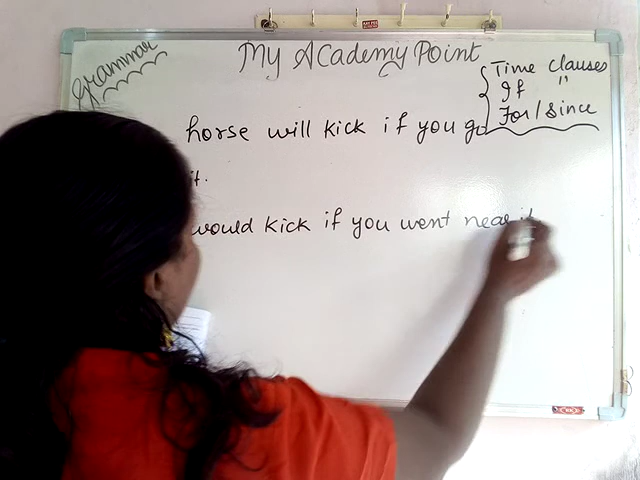 Grammar
My Academy Point
Time clauses
If "
For / Since
horse will kick if you go
it.
would kick if you went near it